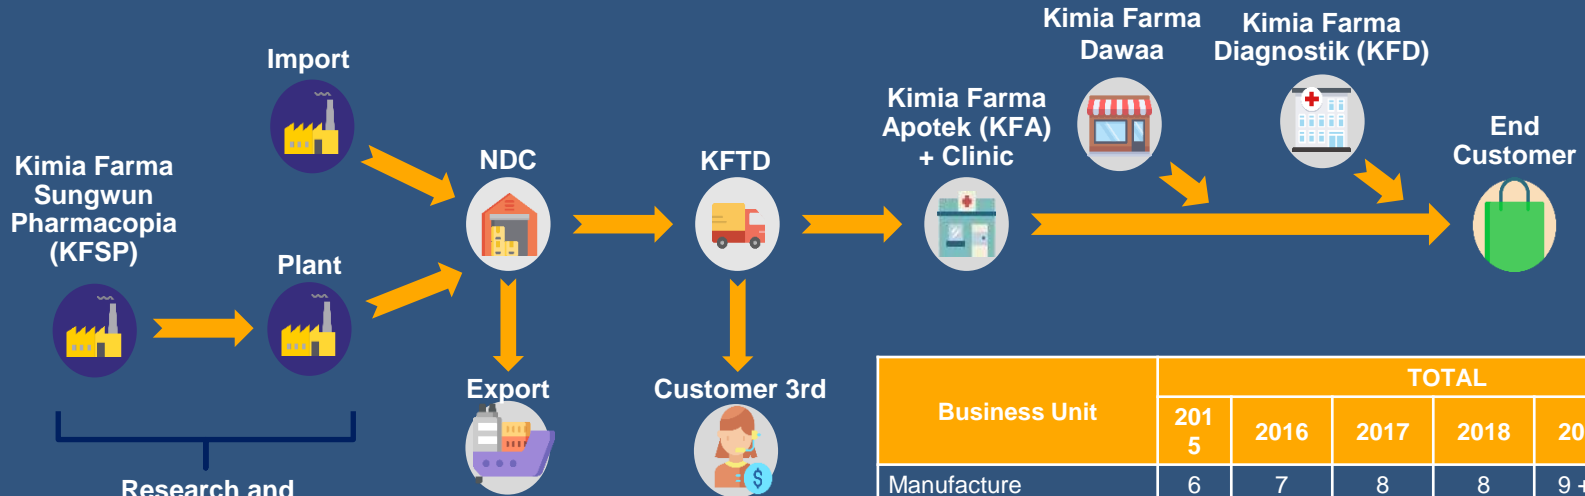 Import
Kimia Farma
Sungwun
Pharmacopia
(KFSP)
Plant
NDC
Export
KFTD
Customer 3rd
Kimia Farma
Apotek (KFA)
+ Clinic
Kimia Farma
Dawaa
Kimia Farma
Diagnostik (KFD)
End
Customer
Research and
$
Business Unit
TOTAL
201
5
2016
2017
2018
20
Manufacture
6
7
8
8
9 +